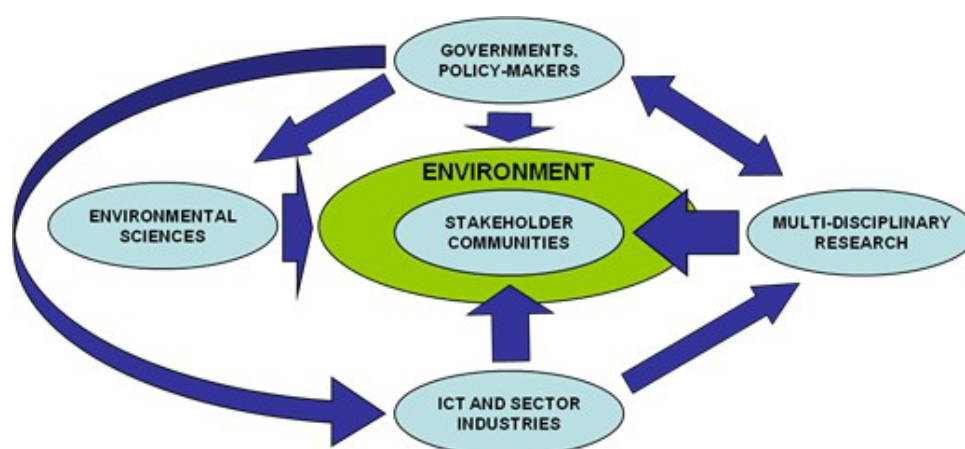 GOVERNMENTS,
POLICY-MAKERS
ENVIRONMENT
ENVIRONMENTAL
SCIENCES
STAKEHOLDER
COMMUNITIES
MULTI-DISCIPLINARY
RESEARCH
ICT AND SECTOR
INDUSTRIES